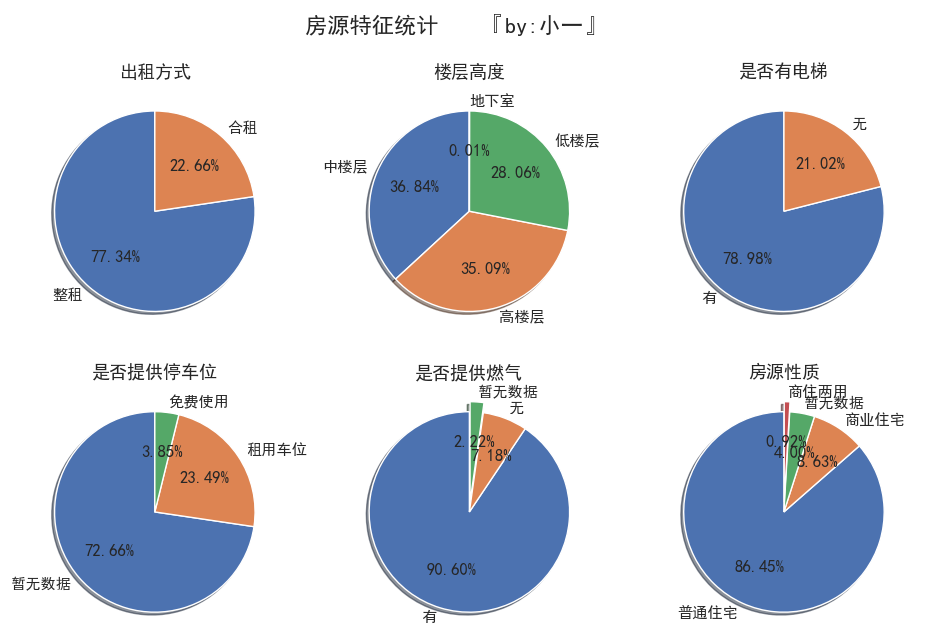 房源特征统计 『by:小一』
出租方式
合租
22.66%
77.34%
整租
楼层高度
地下室
0.01%
低楼层
28.06%
中楼层
36.84%
35.09%
高楼层
是否有电梯
无
21.02%
78.98%
有
是否提供停车位
免费使用
3.85%
租用车位
23.49%
72.66%
暂无数据
是否提供燃气
暂无数据
无
2.22%
7.18%
90.60%
有
房源性质
商住两用
暂无数据
商业住宅
0.92%
4.00%
8.63%
86.45%
普通住宅